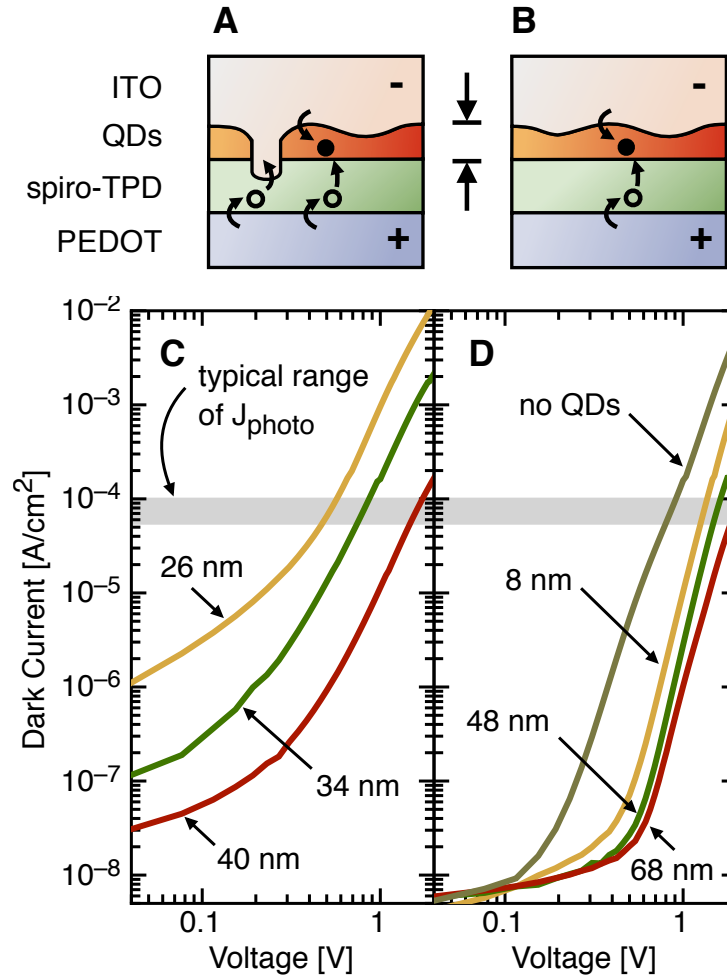 A
B
ITO
QDs
spiro-TPD
PEDOT
-
+
-
+
10⁻²
10⁻³
10⁻⁴
10⁻⁵
10⁻⁶
10⁻⁷
10⁻⁸
Dark Current [A/cm²]
C
typical range
of J_photo
26 nm
34 nm
40 nm
0.1
1
Voltage [V]
D
no QDs
8 nm
48 nm
68 nm
0.1
1
Voltage [V]